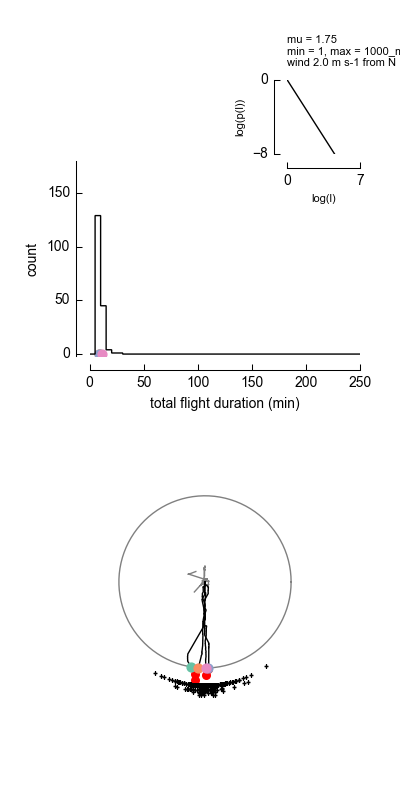 mu = 1.75
min = 1, max = 1000_m
wind 2.0 m s-1 from N
0
−8
log(p(l))
0 7
log(l)
150
100
50
0
count
0 50 100 150 200 250
total flight duration (min)